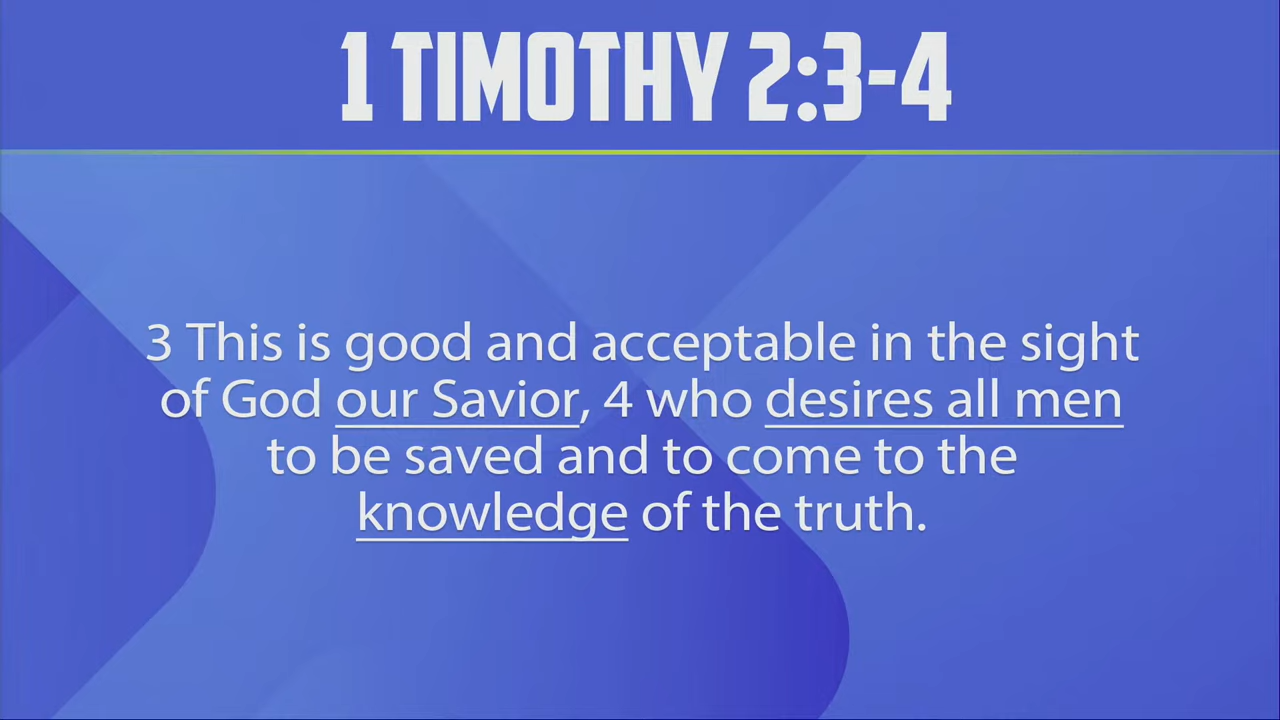 1 TIMOTHY 2:3-4
3 This is good and acceptable in the sight
of God our Savior, 4 who desires all men
to be saved and to come to the
knowledge of the truth.